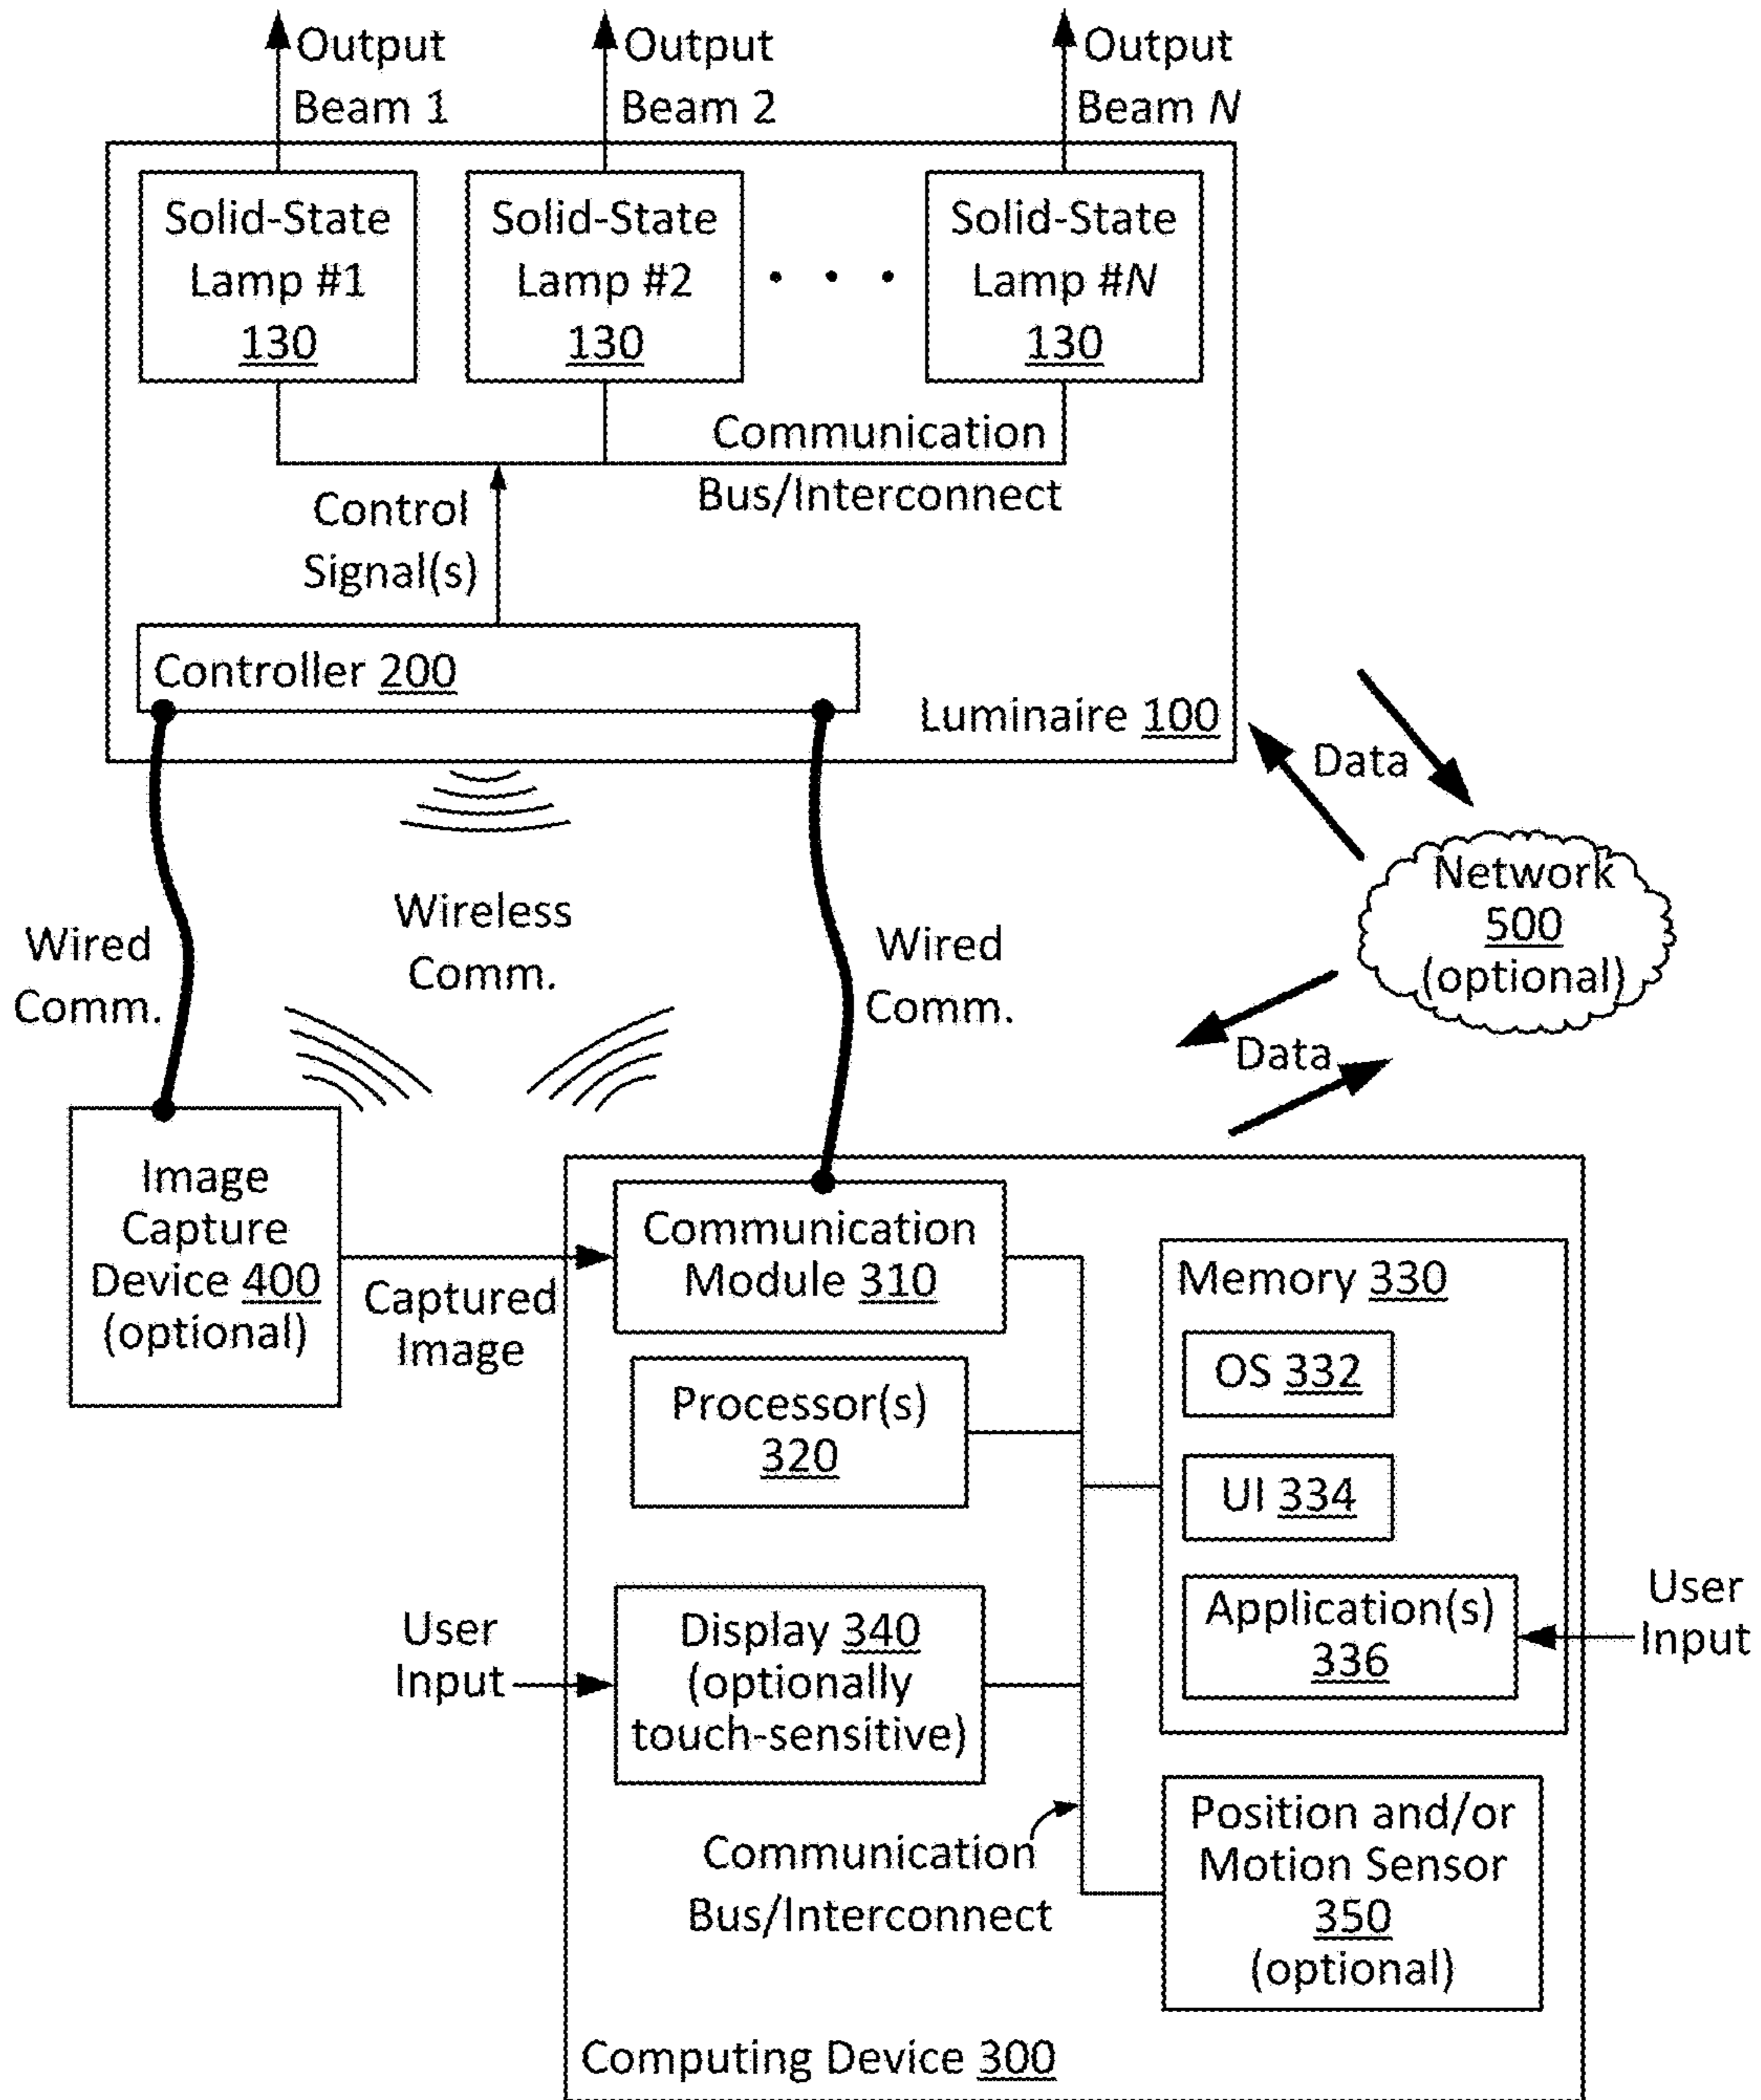 Output
Beam 1
Output
Beam 2
Output
Beam N
Solid-State
Lamp #1
130
Solid-State
Lamp #2
130
Solid-State
Lamp #N
130
Communication
Bus/Interconnect
Control
Signal(s)
Controller 200
Luminaire 100
Data
Network
500
(optional)
Wireless
Comm.
Wired
Comm.
Wired
Comm.
Data
Image
Capture
Device 400
(optional)
Captured
Image
Communication
Module 310
Processor(s)
320
Memory 330
OS 332
UI 334
Application(s)
336
User
Input
User
Input
Display 340
(optionally
touch-sensitive)
Communication
Bus/Interconnect
Position and/or
Motion Sensor
350
(optional)
Computing Device 300